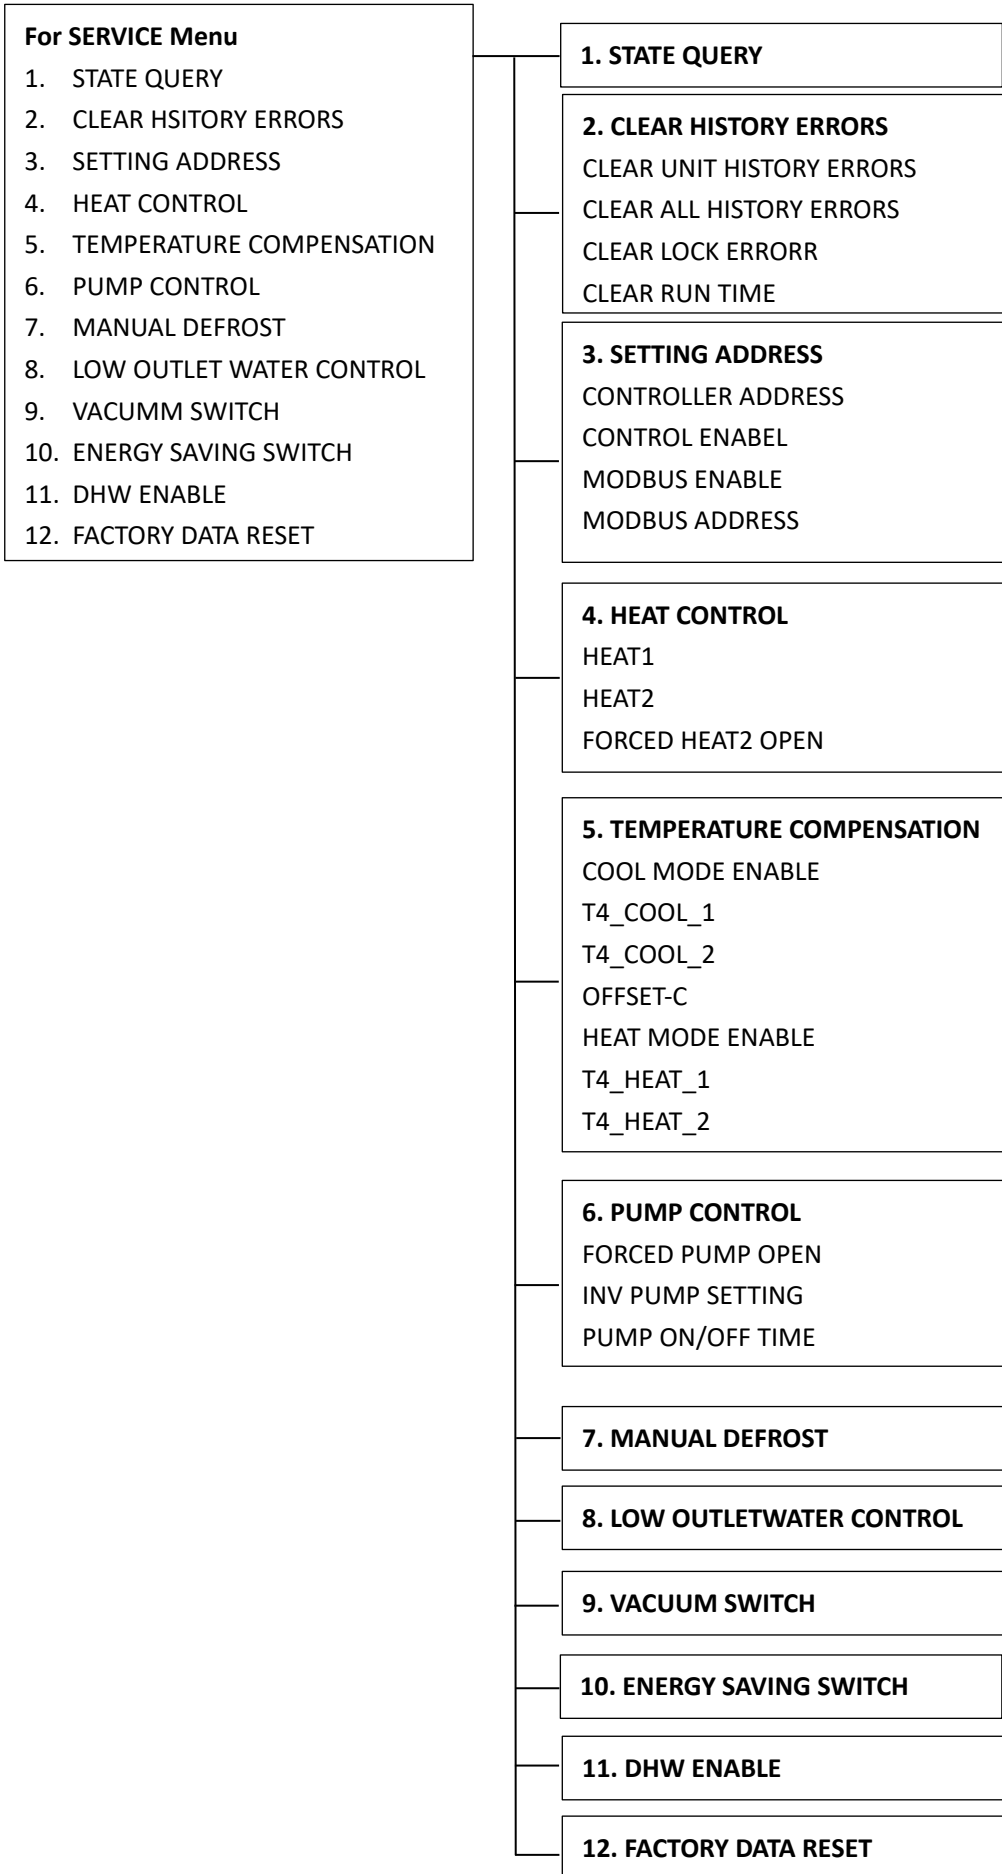 For SERVICE Menu
1. STATE QUERY
2. CLEAR HSITORY ERRORS
3. SETTING ADDRESS
4. HEAT CONTROL
5. TEMPERATURE COMPENSATION
6. PUMP CONTROL
7. MANUAL DEFROST
8. LOW OUTLET WATER CONTROL
9. VACUMM SWITCH
10. ENERGY SAVING SWITCH
11. DHW ENABLE
12. FACTORY DATA RESET
1. STATE QUERY
2. CLEAR HISTORY ERRORS
CLEAR UNIT HISTORY ERRORS
CLEAR ALL HISTORY ERRORS
CLEAR LOCK ERRORR
CLEAR RUN TIME
3. SETTING ADDRESS
CONTROLLER ADDRESS
CONTROL ENABEL
MODBUS ENABLE
MODBUS ADDRESS
4. HEAT CONTROL
HEAT1
HEAT2
FORCED HEAT2 OPEN
5. TEMPERATURE COMPENSATION
COOL MODE ENABLE
T4_COOL_1
T4_COOL_2
OFFSET-C
HEAT MODE ENABLE
T4_HEAT_1
T4_HEAT_2
6. PUMP CONTROL
FORCED PUMP OPEN
INV PUMP SETTING
PUMP ON/OFF TIME
7. MANUAL DEFROST
8. LOW OUTLETWATER CONTROL
9. VACUUM SWITCH
10. ENERGY SAVING SWITCH
11. DHW ENABLE
12. FACTORY DATA RESET